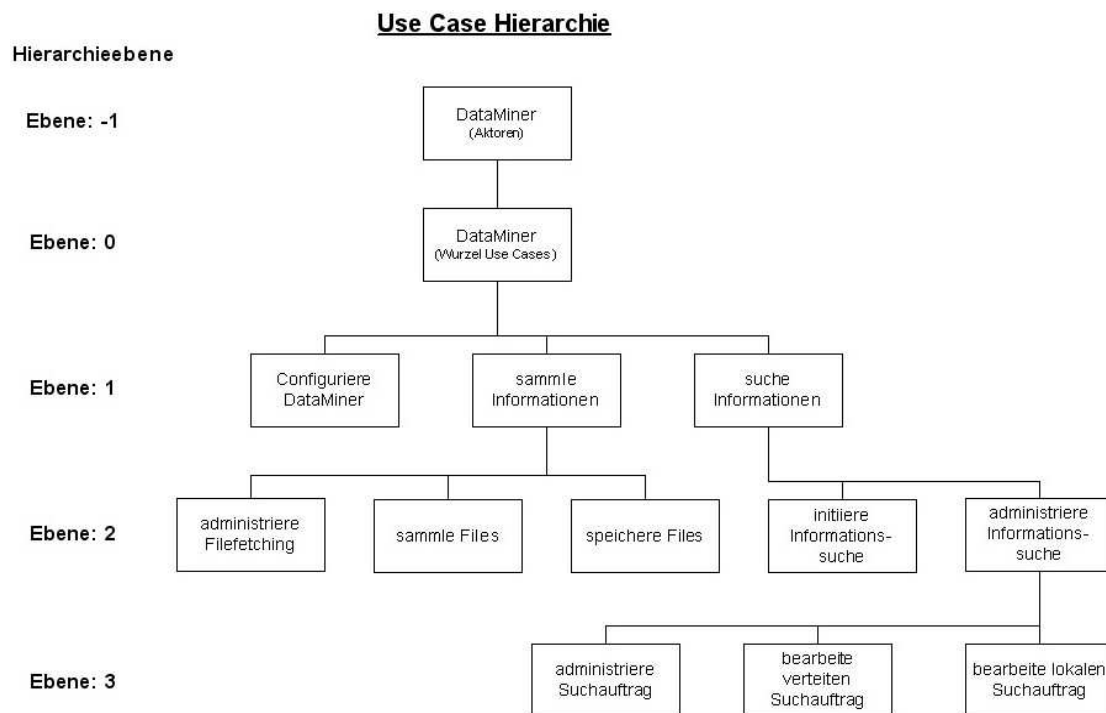 Use Case Hierarchie
Hierarchieebene
Ebene: -1
DataMiner
(Aktoren)
Ebene: 0
DataMiner
(Wurzel Use Cases)
Ebene: 1
Configuriere
DataMiner
sammle
Informationen
suche
Informationen
Ebene: 2
administriere
Filefetching
sammle Files
speichere Files
initiiere
Informations-
suche
administriere
Informations-
suche
Ebene: 3
administriere
Suchauftrag
bearbeite
verteiten
Suchauftrag
bearbeite lokalen
Suchauftrag